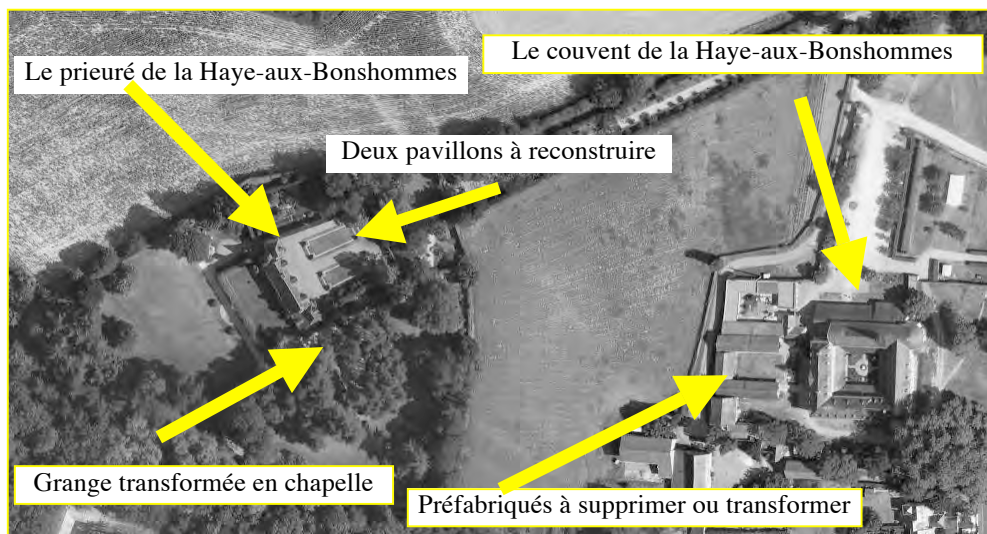 Le couvent de la Haye-aux-Bonshommes
Le prieuré de la Haye-aux-Bonshommes
Deux pavillons à reconstruire
Grange transformée en chapelle
Préfabriqués à supprimer ou transformer